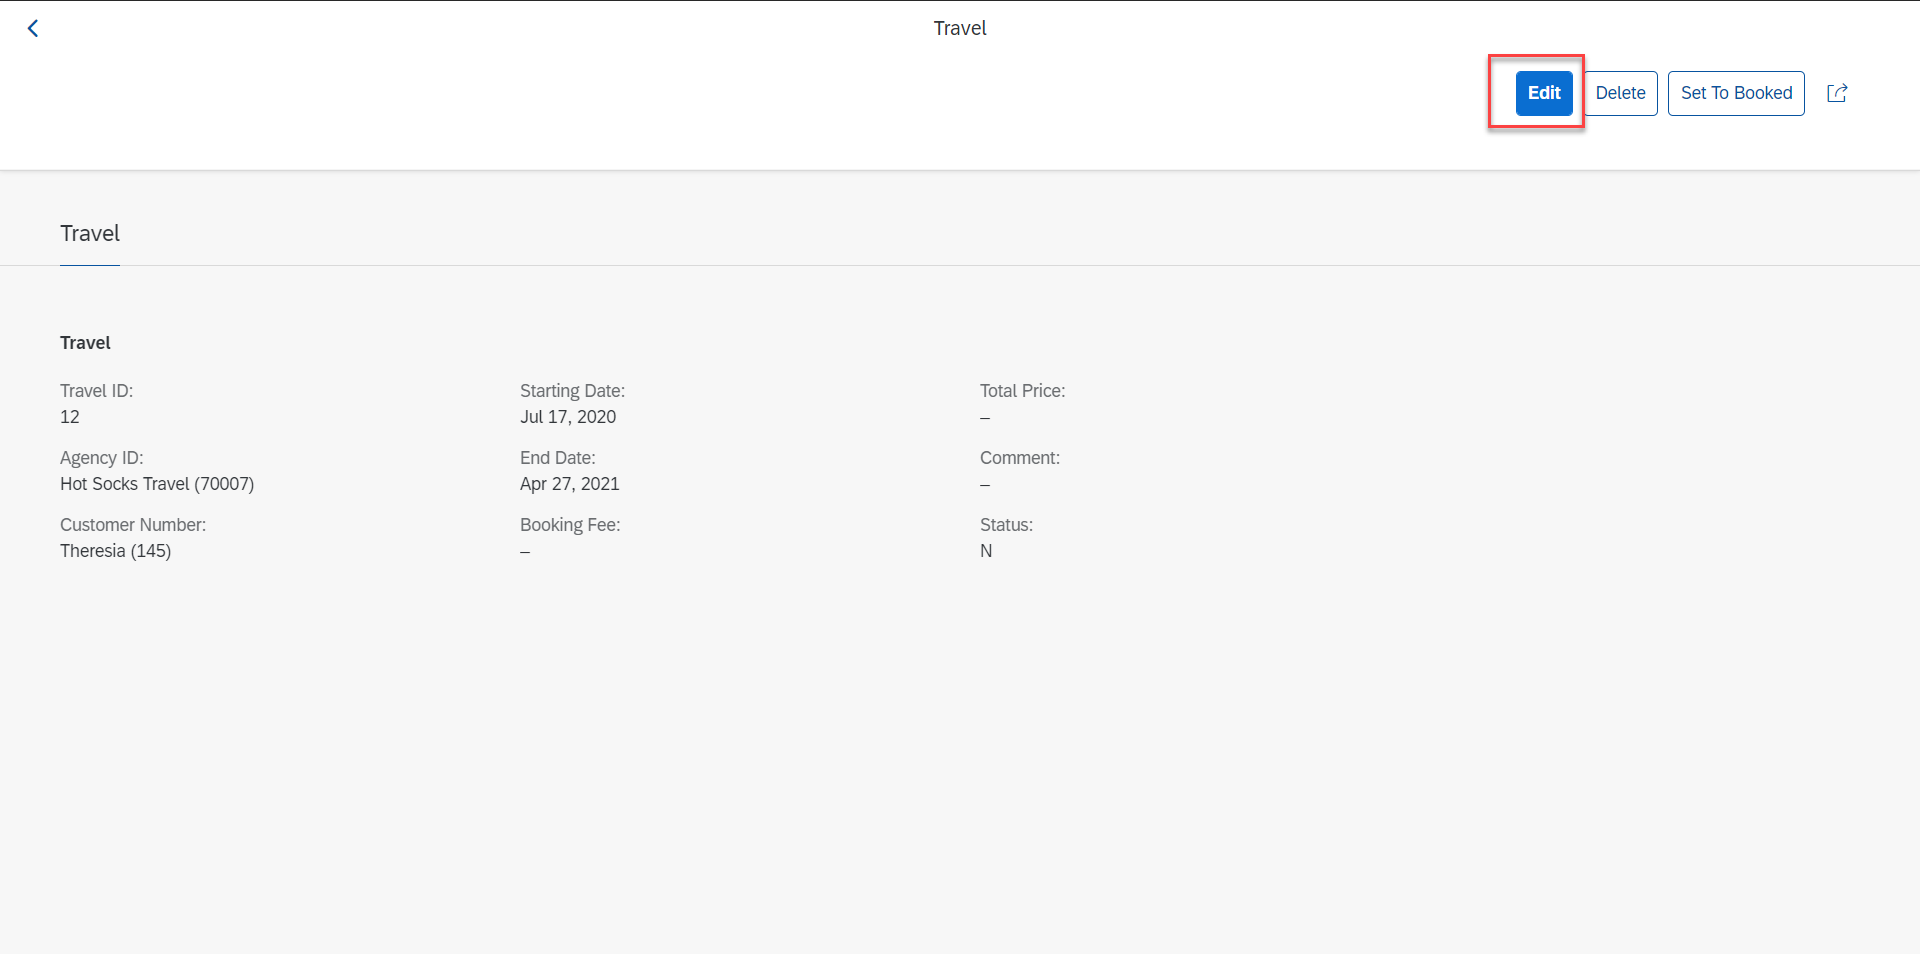 Travel
Edit Delete Set To Booked
Travel
Travel
Travel ID: Starting Date: Total Price:
12 Jul 17, 2020 –
Agency ID: End Date: Comment:
Hot Socks Travel (70007) Apr 27, 2021 –
Customer Number: Booking Fee: Status:
Theresia (145) – N